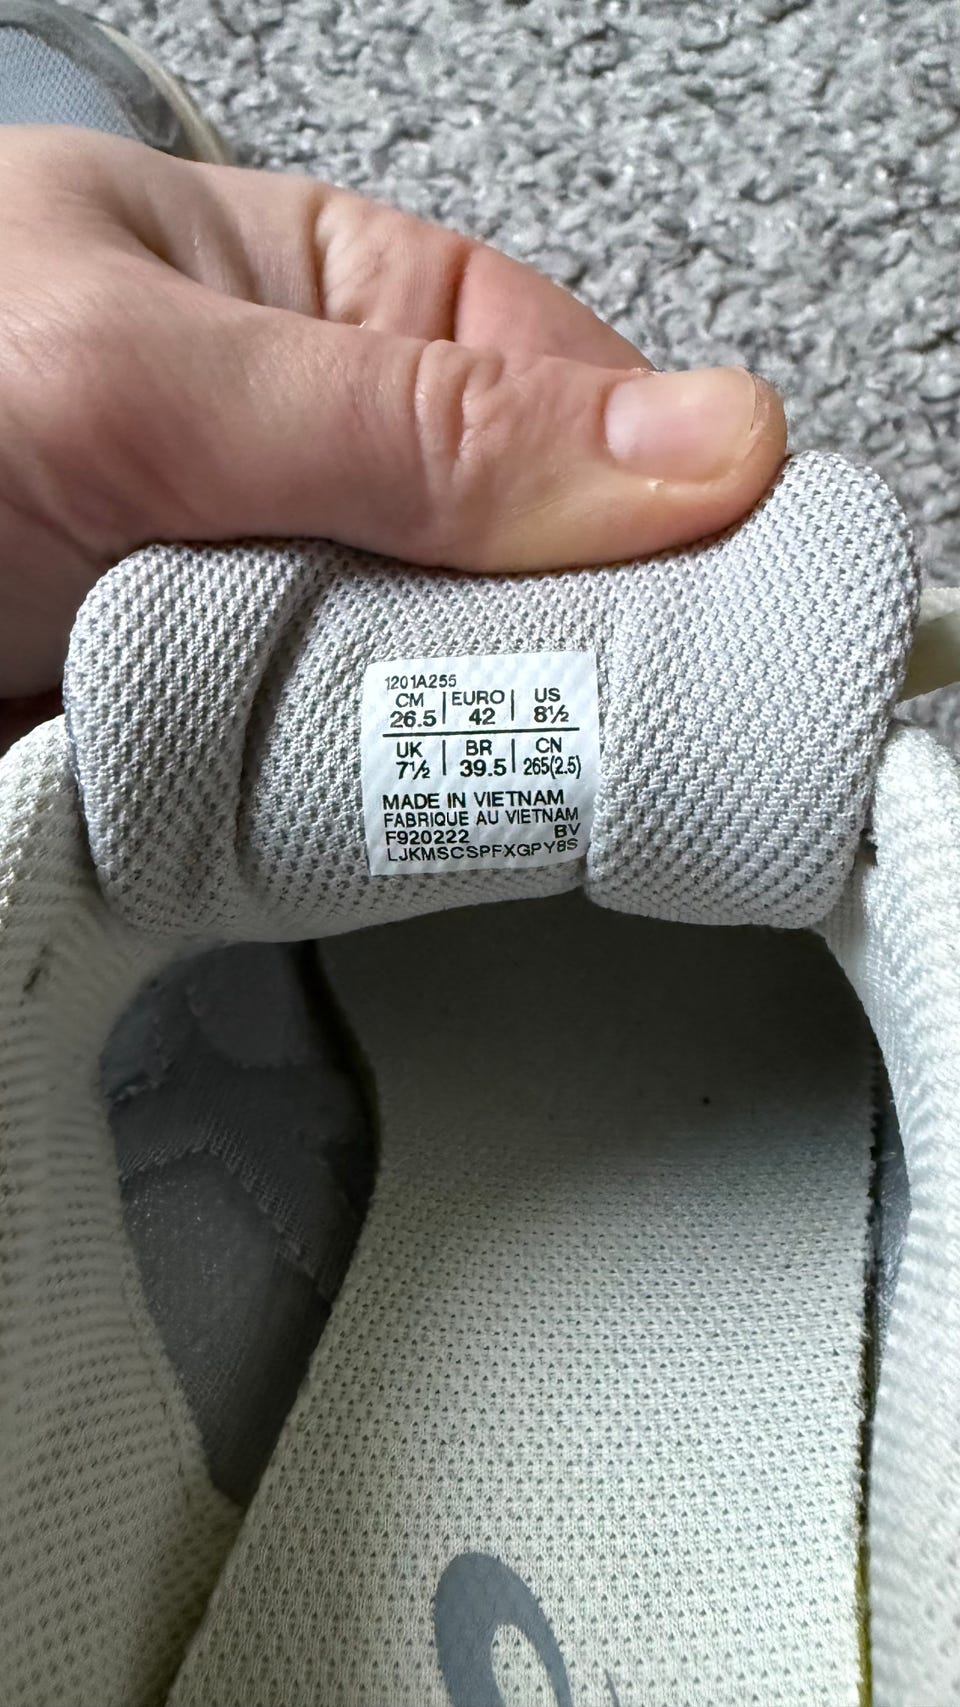 1201A256
CM | EURO | US
26.5 | 42 | 8½
UK | BR | CN
7½ | 39.5 | 265(2.5)
MADE IN VIETNAM
FABRIQUE AU VIETNAM
F920222 BV
LJKMSCSPFXGPY8S